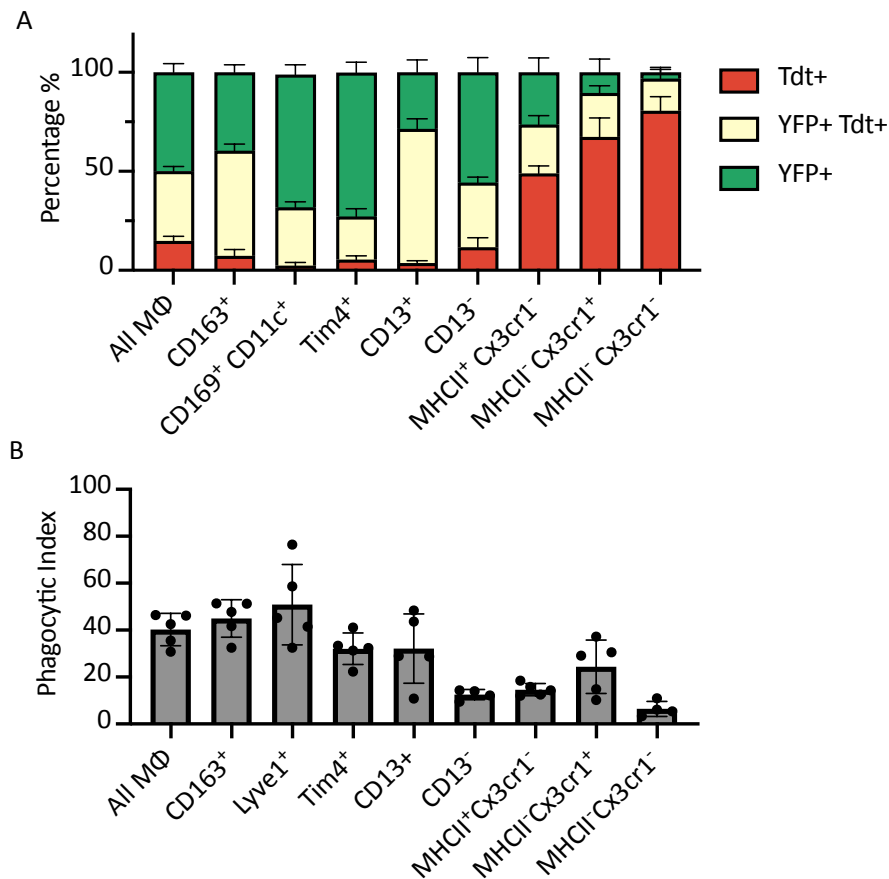 A
Percentage %
100
50
0
All MΦ
CD163⁺
CD169⁺ CD11c⁺
Tim4⁺
CD13⁺
CD13⁻
MHCII⁺ Cx3cr1⁻
MHCII⁻ Cx3cr1⁺
MHCII⁻ Cx3cr1⁻
Tdt+
YFP+ Tdt+
YFP+
B
Phagocytic Index
100
80
60
40
20
0
All MΦ
CD163⁺
Lyve1⁺
Tim4⁺
CD13+
CD13⁻
MHCII⁺Cx3cr1⁻
MHCII⁻Cx3cr1⁺
MHCII⁻Cx3cr1⁻